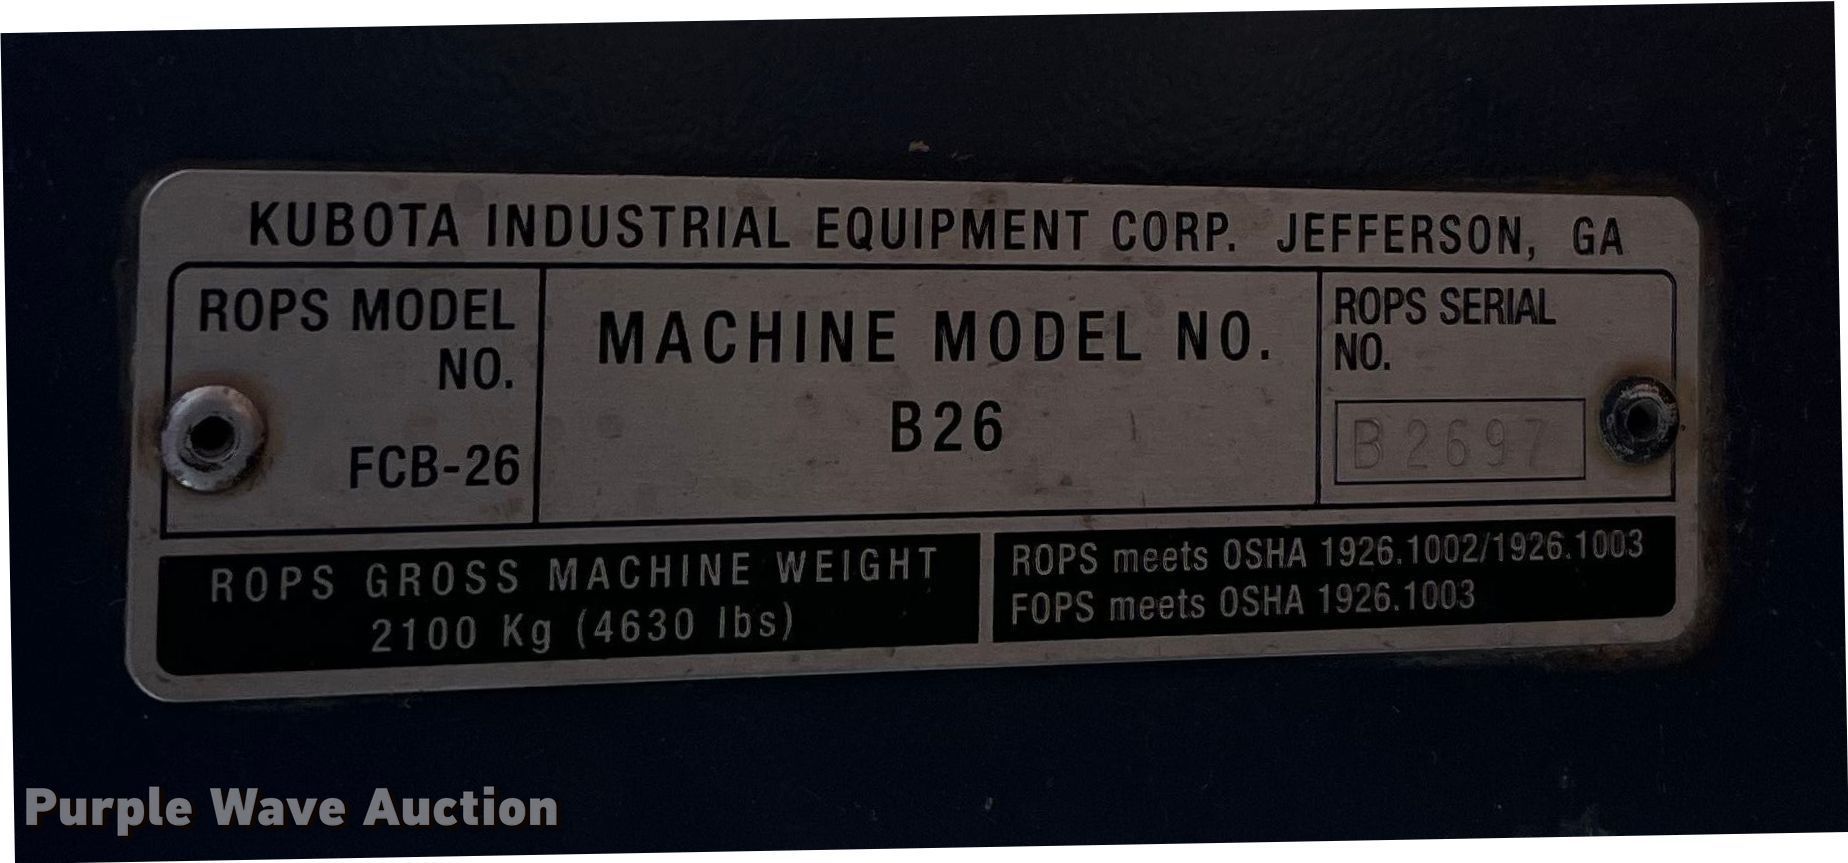 KUBOTA INDUSTRIAL EQUIPMENT CORP. JEFFERSON, GA
ROPS MODEL
NO.
FCB-26
MACHINE MODEL NO.
B26
ROPS SERIAL
NO.
B2697
ROPS GROSS MACHINE WEIGHT
2100 Kg (4630 lbs)
ROPS meets OSHA 1926.1002/1926.1003
FOPS meets OSHA 1926.1003
Purple Wave Auction